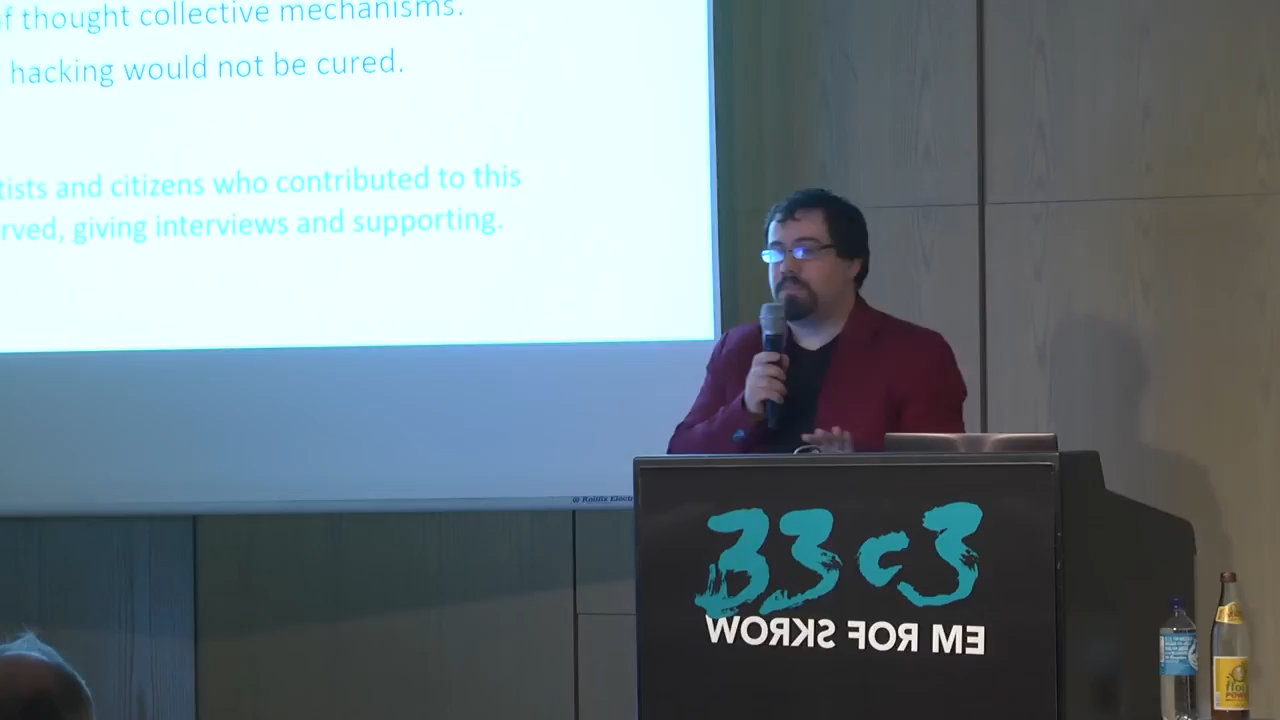 f thought collective mechanisms.
hacking would not be cured.
tists and citizens who contributed to this
rved, giving interviews and supporting.
33c3
WORKS FOR ME